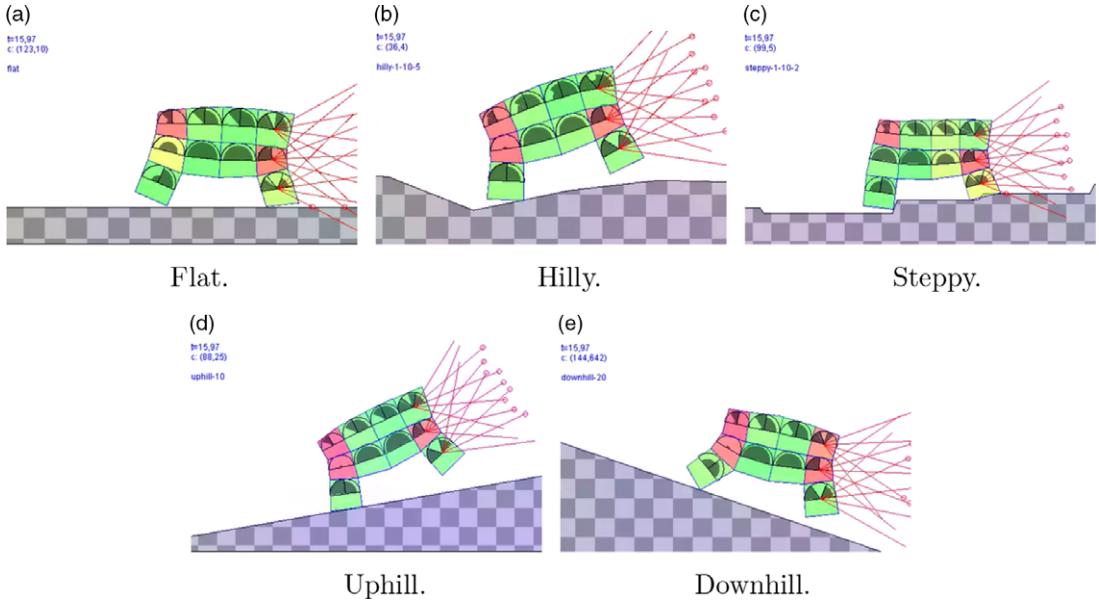 (a)
t=15,97
c: (123,10)
flat
Flat.
(b)
t=15,97
c: (36,4)
hilly-1-10-5
Hilly.
(c)
t=15,97
c: (99,5)
steppy-1-10-2
Steppy.
(d)
t=15,97
c: (88,25)
uphill-10
Uphill.
(e)
t=15,97
c: (144,642)
downhill-20
Downhill.